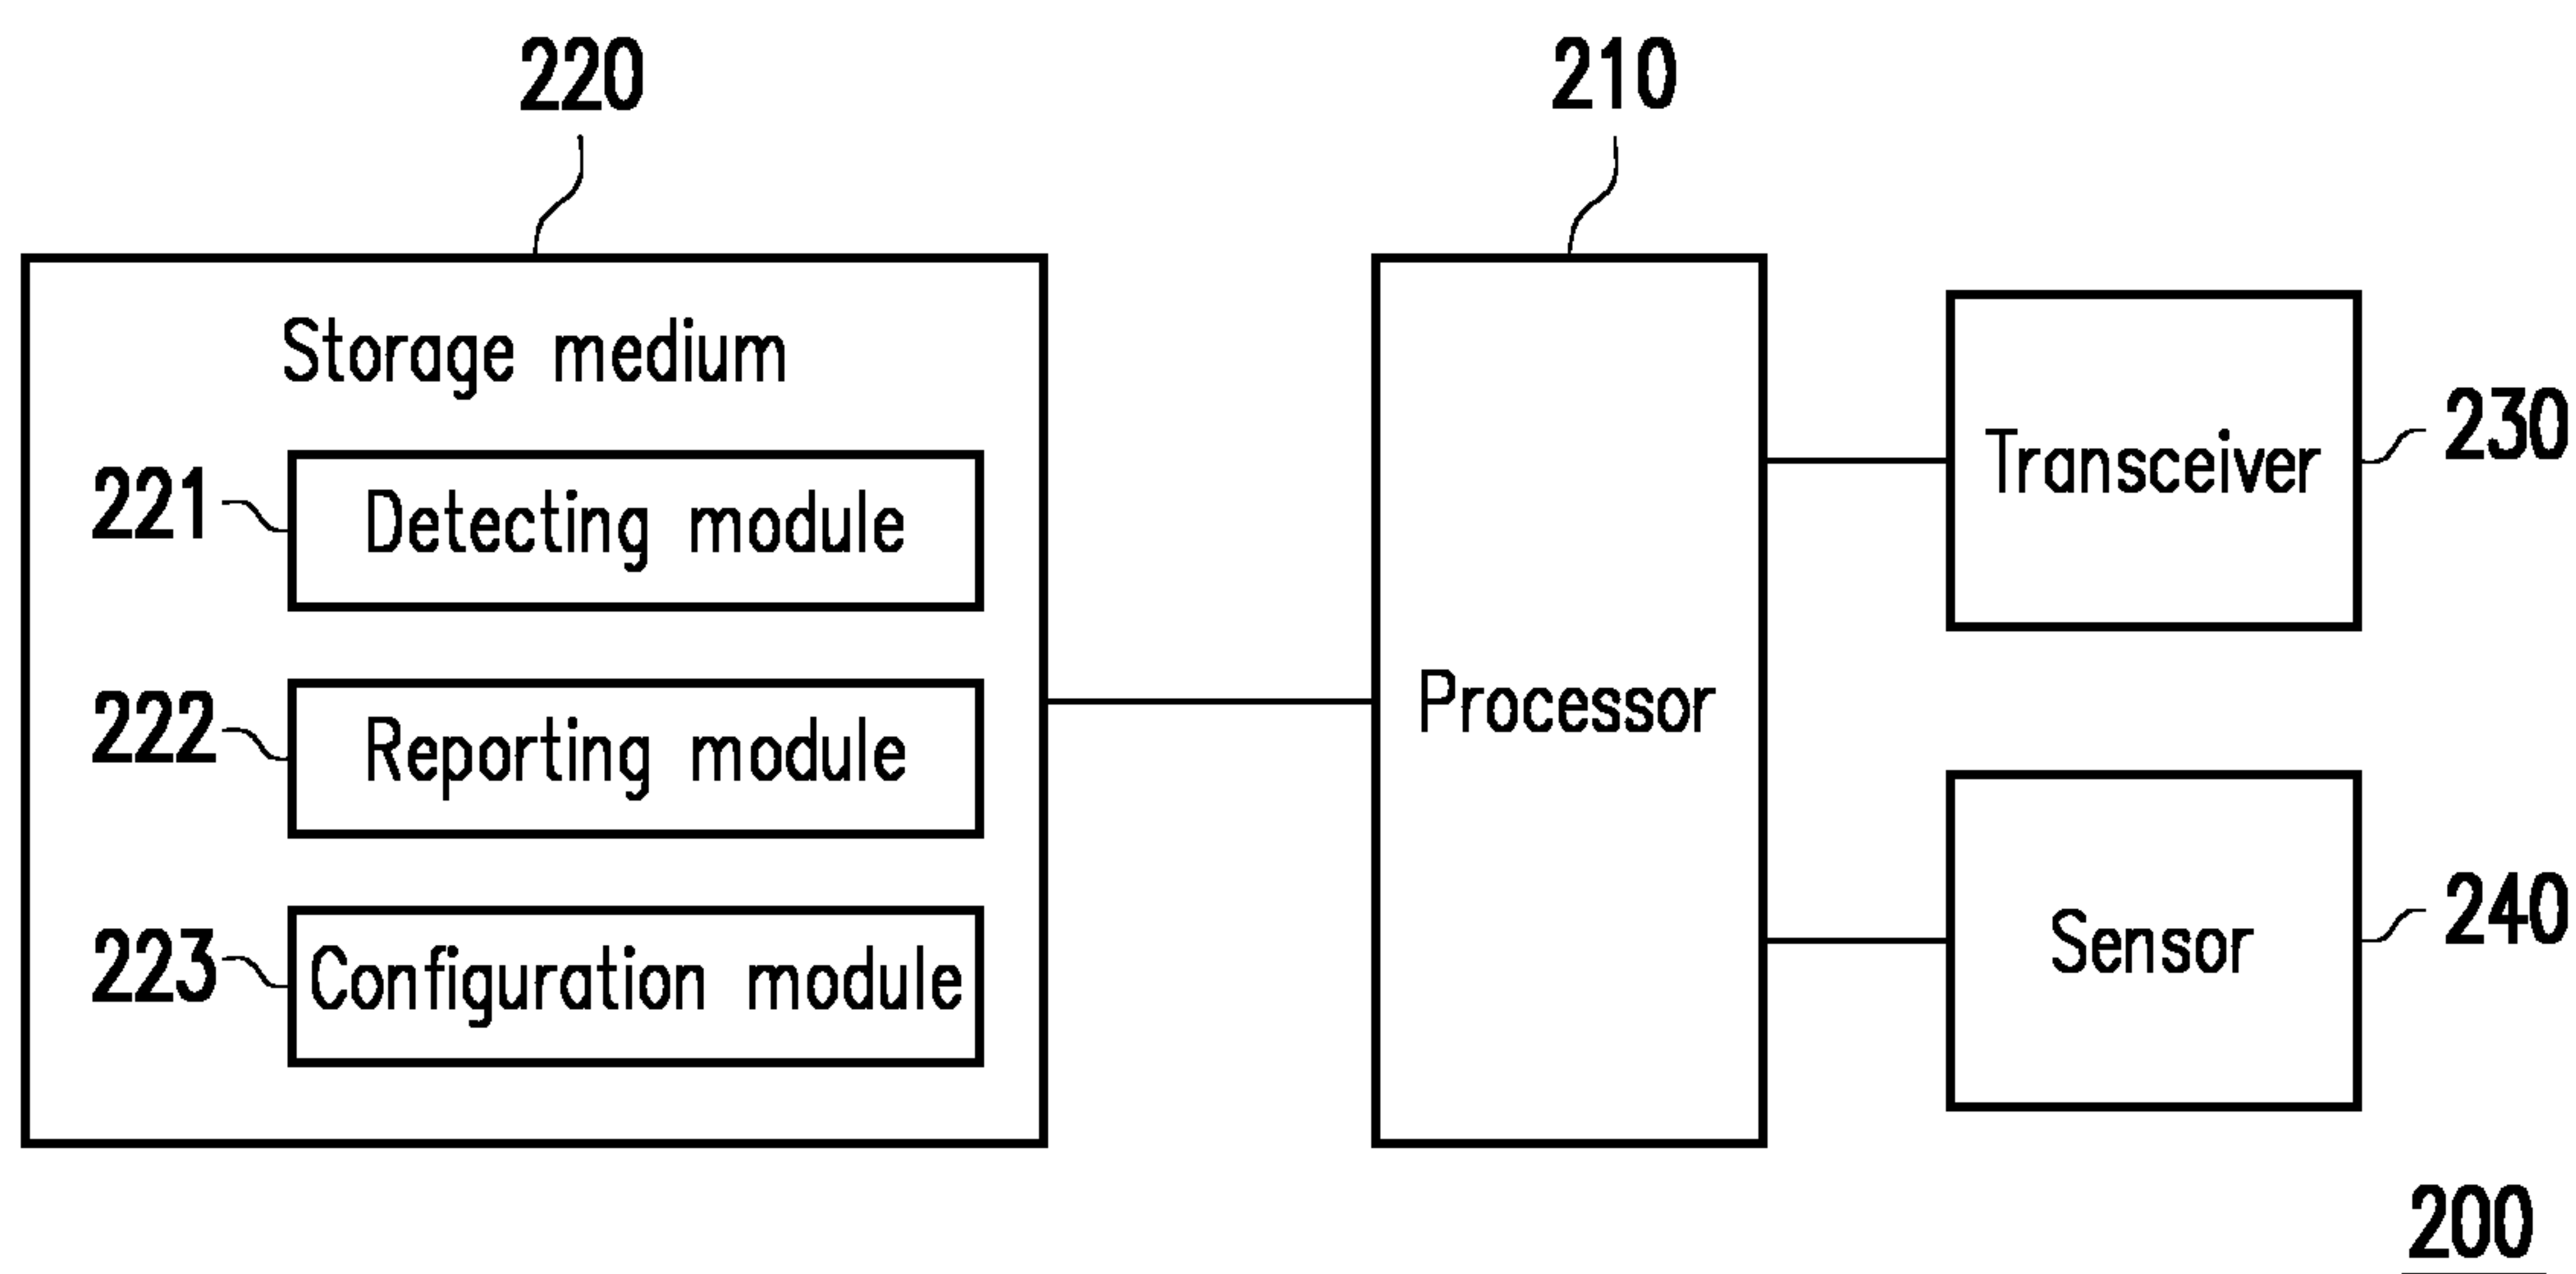 220
210
Storage medium
221
Detecting module
222
Reporting module
223
Configuration module
Processor
Transceiver
230
Sensor
240
200